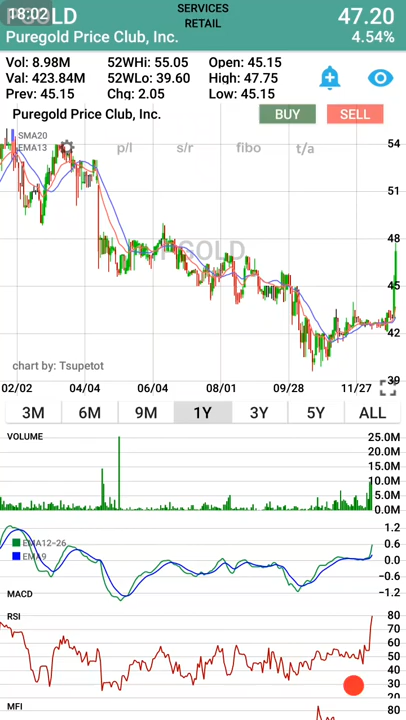 18:02
PGOLD
SERVICES
RETAIL
47.20
Puregold Price Club, Inc.
4.54%
Vol: 8.98M
52WHi: 55.05
Open: 45.15
Val: 423.84M
52WLo: 39.60
High: 47.75
Prev: 45.15
Chg: 2.05
Low: 45.15
Puregold Price Club, Inc.
BUY
SELL
SMA20
EMA13
p/l
s/r
fibo
t/a
54
51
48
PGOLD
45
42
39
chart by: Tsupetot
02/02
04/04
06/04
08/01
09/28
11/27
3M
6M
9M
1Y
3Y
5Y
ALL
VOLUME
25.0M
20.0M
15.0M
10.0M
5.0M
0.0M
EMA12-26
EMA9
MACD
1.2
0.6
-0.0
-0.6
-1.2
RSI
80
70
60
50
40
30
20
MFI
80